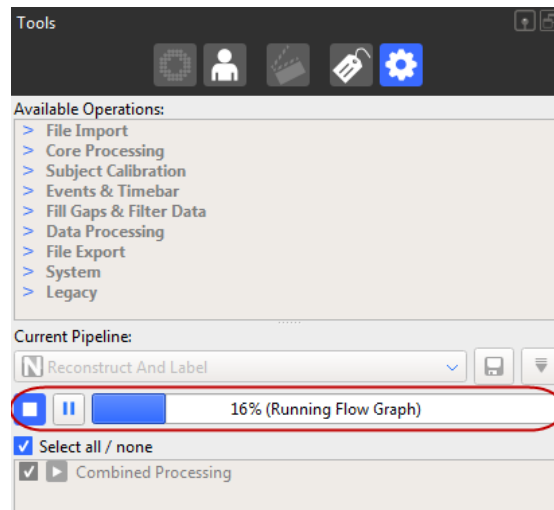 Tools
Available Operations:
> File Import
> Core Processing
> Subject Calibration
> Events & Timebar
> Fill Gaps & Filter Data
> Data Processing
> File Export
> System
> Legacy
Current Pipeline:
N Reconstruct And Label
16% (Running Flow Graph)
Select all / none
Combined Processing